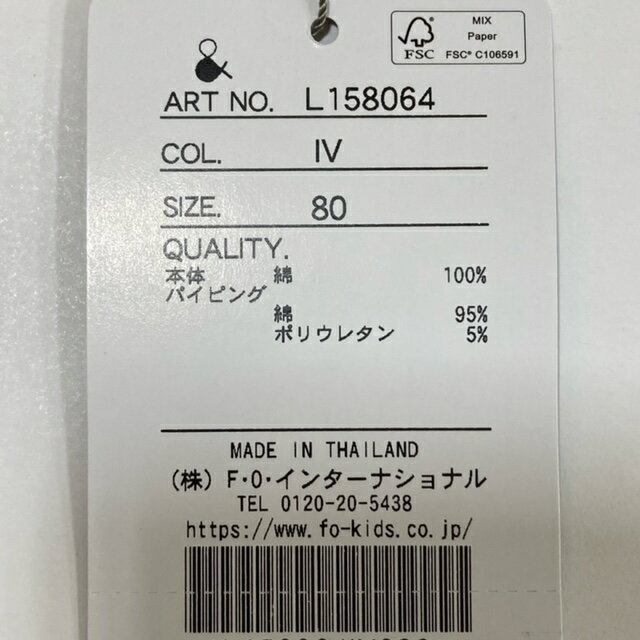 MIX
Paper
FSC® C106591
FSC
&
ART NO. L158064
COL. IV
SIZE. 80
QUALITY.
本体 綿 100%
パイピング
綿 95%
ポリウレタン 5%
MADE IN THAILAND
(株) F・O・インターナショナル
TEL 0120-20-5438
https://www.fo-kids.co.jp/